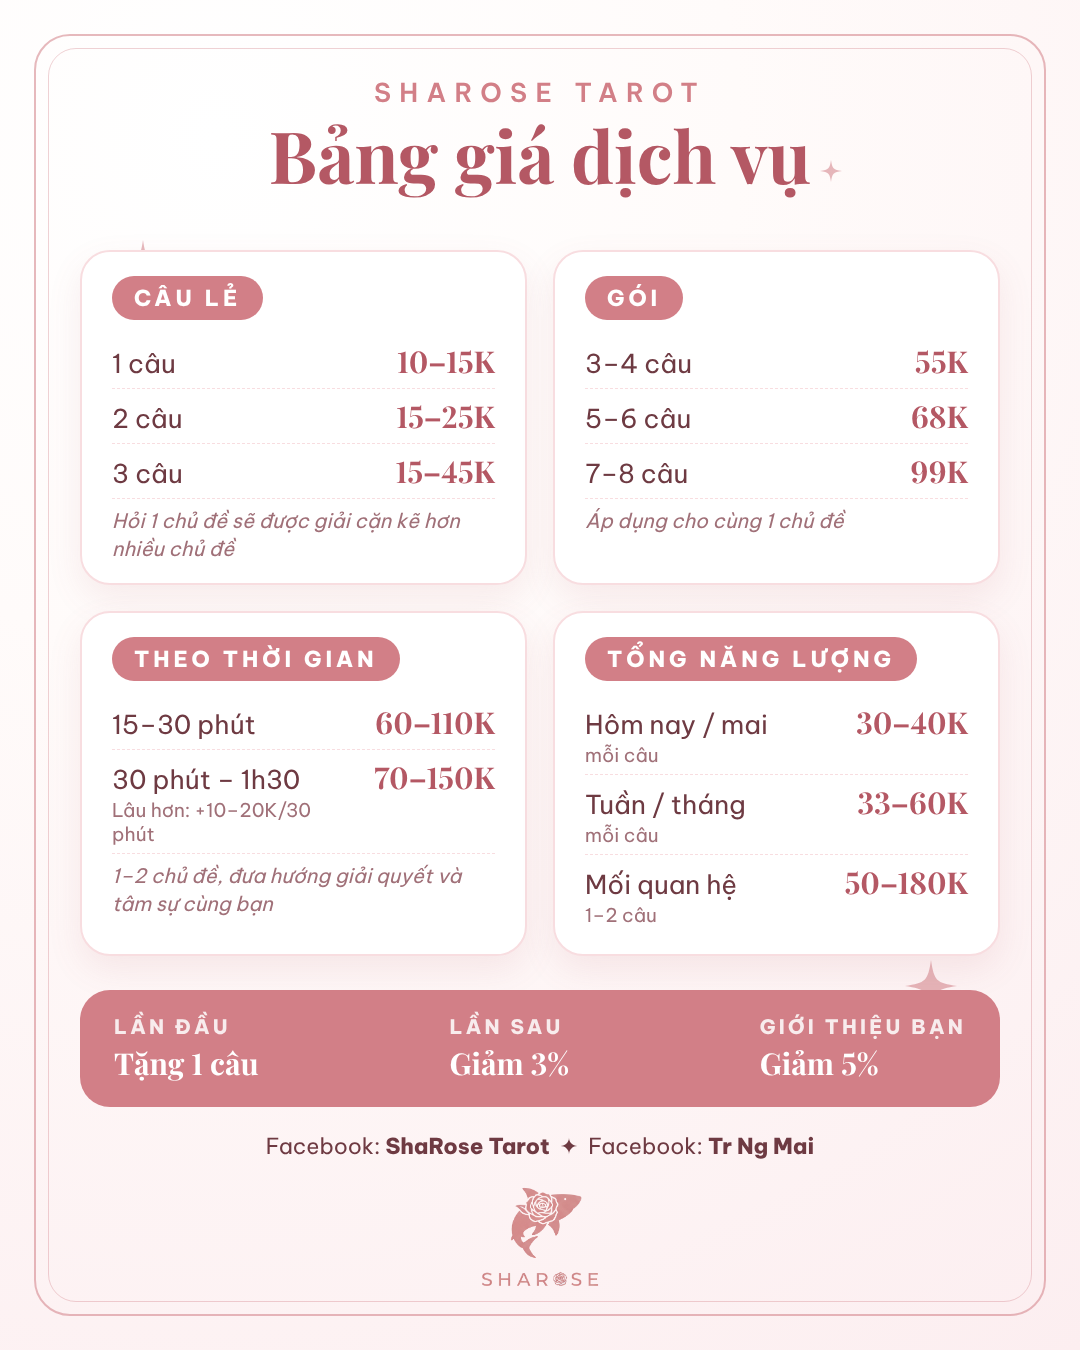 SHAROSE TAROT
Bảng giá dịch vụ
CÂU LẺ
1 câu 10–15K
2 câu 15–25K
3 câu 15–45K
Hỏi 1 chủ đề sẽ được giải cặn kẽ hơn
nhiều chủ đề
GÓI
3–4 câu 55K
5–6 câu 68K
7–8 câu 99K
Áp dụng cho cùng 1 chủ đề
THEO THỜI GIAN
15–30 phút 60–110K
30 phút – 1h30 70–150K
Lâu hơn: +10–20K/30
phút
1–2 chủ đề, đưa hướng giải quyết và
tâm sự cùng bạn
TỔNG NĂNG LƯỢNG
Hôm nay / mai 30–40K
mỗi câu
Tuần / tháng 33–60K
mỗi câu
Mối quan hệ 50–180K
1–2 câu
LẦN ĐẦU
Tặng 1 câu
LẦN SAU
Giảm 3%
GIỚI THIỆU BẠN
Giảm 5%
Facebook: ShaRose Tarot ✦ Facebook: Tr Ng Mai
SHAROSE